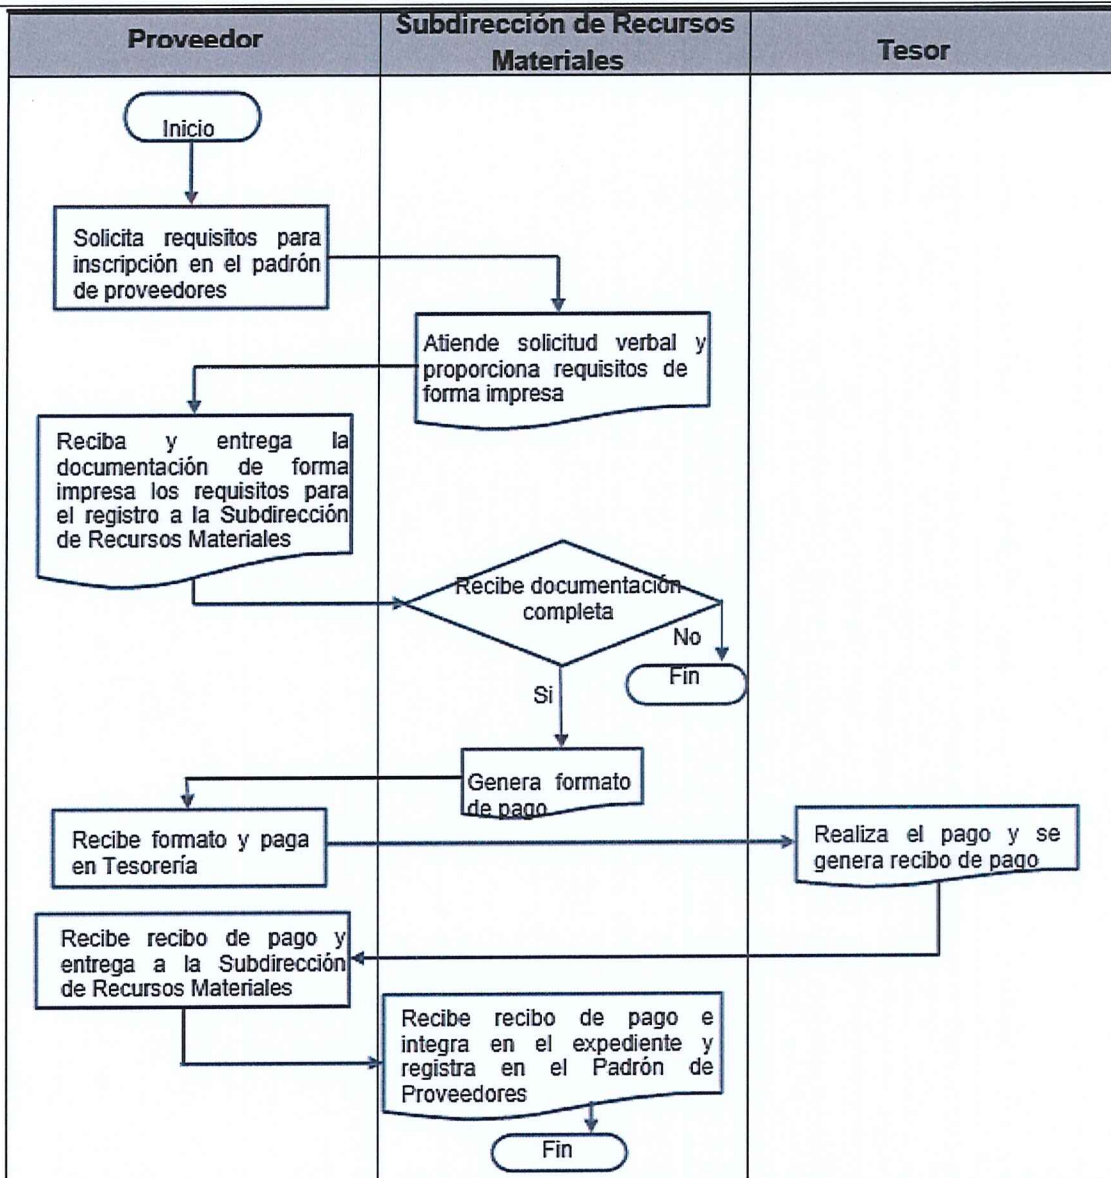 Proveedor
Subdirección de Recursos
Materiales
Tesor
Inicio
Solicita requisitos para
inscripción en el padrón
de proveedores
Atiende solicitud verbal y
proporciona requisitos de
forma impresa
Reciba y entrega la
documentación de forma
impresa los requisitos para
el registro a la Subdirección
de Recursos Materiales
Recibe documentación
completa
No
Fin
Si
Genera formato
de pago
Recibe formato y paga
en Tesorería
Realiza el pago y se
genera recibo de pago
Recibe recibo de pago y
entrega a la Subdirección
de Recursos Materiales
Recibe recibo de pago e
integra en el expediente y
registra en el Padrón de
Proveedores
Fin